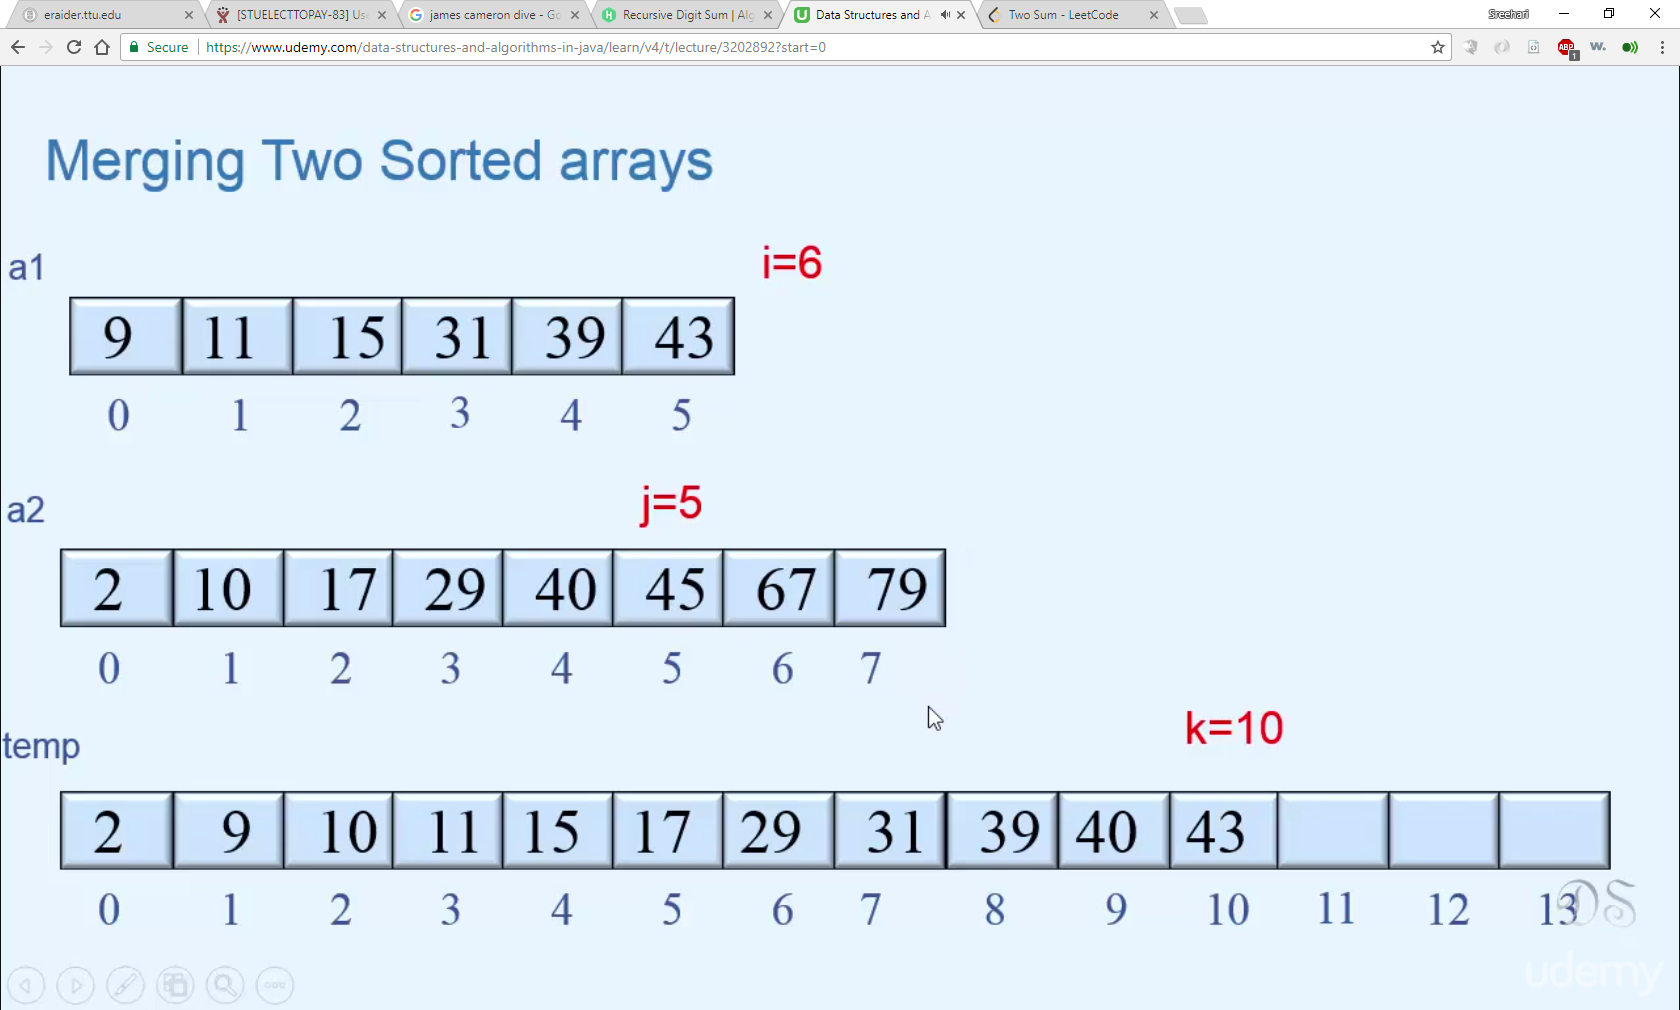 eraider.ttu.edu
[STUELECTTOPAY-83] Us
james cameron dive - Go
Recursive Digit Sum | Alg
Data Structures and A
Two Sum - LeetCode
Sreehari
Secure
https://www.udemy.com/data-structures-and-algorithms-in-java/learn/v4/t/lecture/3202892?start=0
ABP
1
w.
Merging Two Sorted arrays
a1
i=6
9 11 15 31 39 43
0 1 2 3 4 5
a2
j=5
2 10 17 29 40 45 67 79
0 1 2 3 4 5 6 7
temp
k=10
2 9 10 11 15 17 29 31 39 40 43
0 1 2 3 4 5 6 7 8 9 10 11 12 13
DS
udemy